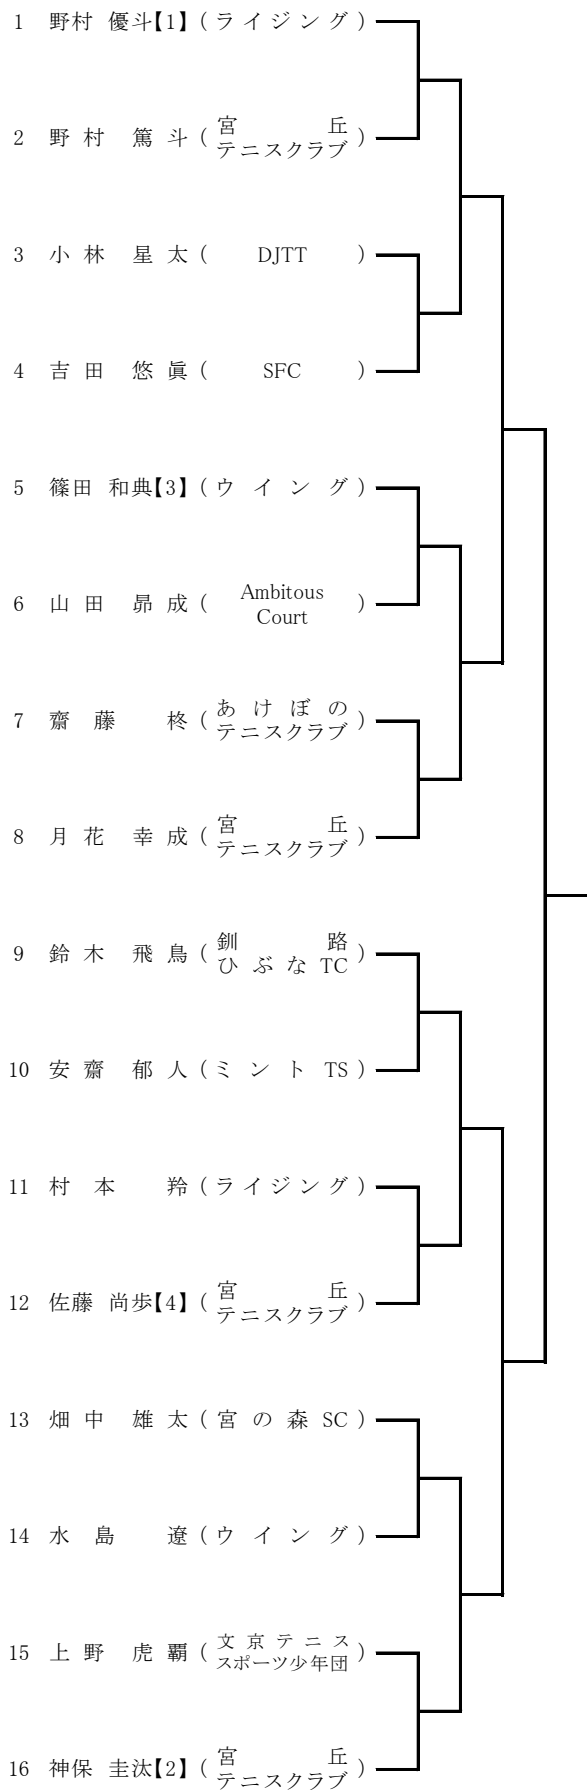 1 野村 優斗【1】(ライジング)
2 野村 篤斗(宮丘
テニスクラブ)
3 小林 星太(DJTT)
4 吉田 悠眞(SFC)
5 篠田 和典【3】(ウイング)
6 山田 昴成(Ambitous
Court)
7 齋藤 柊(あけぼの
テニスクラブ)
8 月花 幸成(宮丘
テニスクラブ)
9 鈴木 飛鳥(釧路
ひぶなTC)
10 安齋 郁人(ミントTS)
11 村本 羚(ライジング)
12 佐藤 尚歩【4】(宮丘
テニスクラブ)
13 畑中 雄太(宮の森SC)
14 水島 遼(ウイング)
15 上野 虎覇(文京テニス
スポーツ少年団)
16 神保 圭汰【2】(宮丘
テニスクラブ)